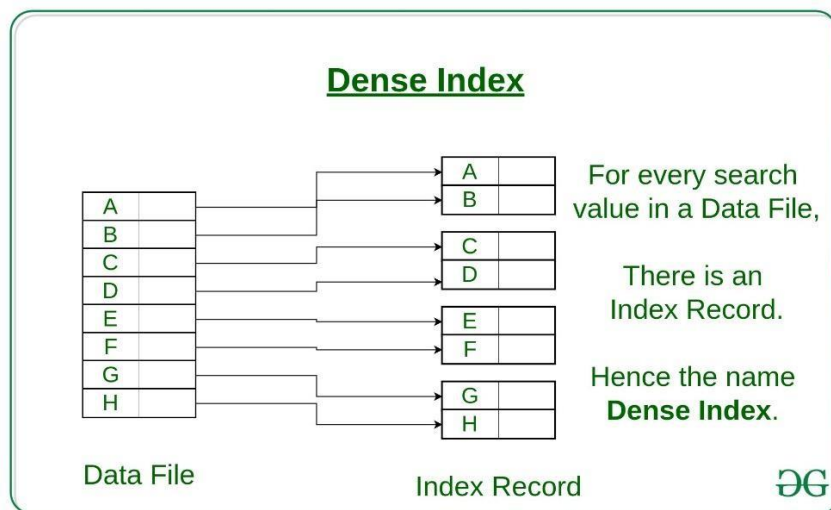 Dense Index
A
B
C
D
E
F
G
H
Data File
A
B
C
D
E
F
G
H
Index Record
For every search
value in a Data File,
There is an
Index Record.
Hence the name
Dense Index.